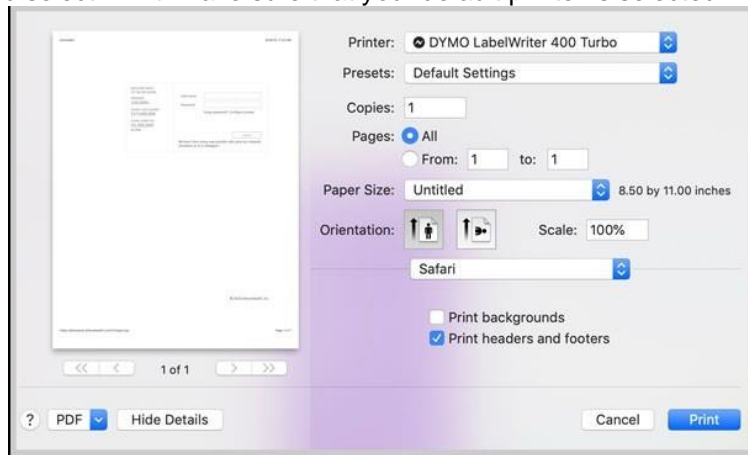 Printer: DYMO LabelWriter 400 Turbo
Presets: Default Settings
Copies: 1
Pages: All
From: 1 to: 1
Paper Size: Untitled 8.50 by 11.00 inches
Orientation: Scale: 100%
Safari
Print backgrounds
Print headers and footers
1 of 1
? PDF Hide Details Cancel Print